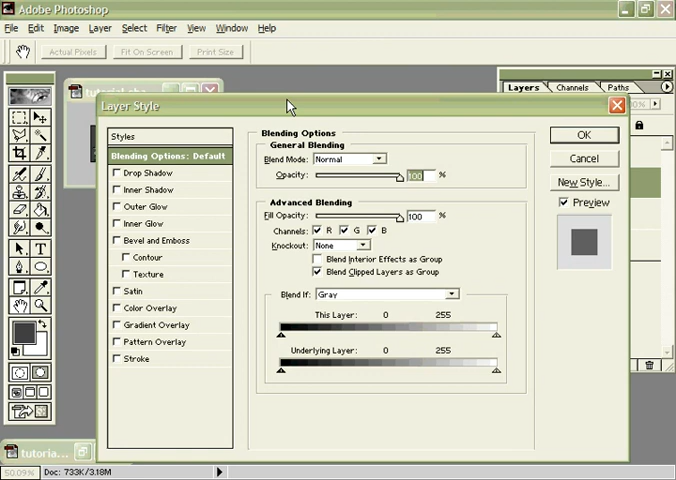 Adobe Photoshop
File Edit Image Layer Select Filter View Window Help
Actual Pixels Fit On Screen Print Size
Layers Channels Paths
Layer Style
Styles
Blending Options: Default
Drop Shadow
Inner Shadow
Outer Glow
Inner Glow
Bevel and Emboss
Contour
Texture
Satin
Color Overlay
Gradient Overlay
Pattern Overlay
Stroke
Blending Options
General Blending
Blend Mode: Normal
Opacity: 100 %
Advanced Blending
Fill Opacity: 100 %
Channels: R G B
Knockout: None
Blend Interior Effects as Group
Blend Clipped Layers as Group
Blend If: Gray
This Layer: 0 255
Underlying Layer: 0 255
OK
Cancel
New Style...
Preview
tutoria...
50.09% Doc: 733K/3.18M